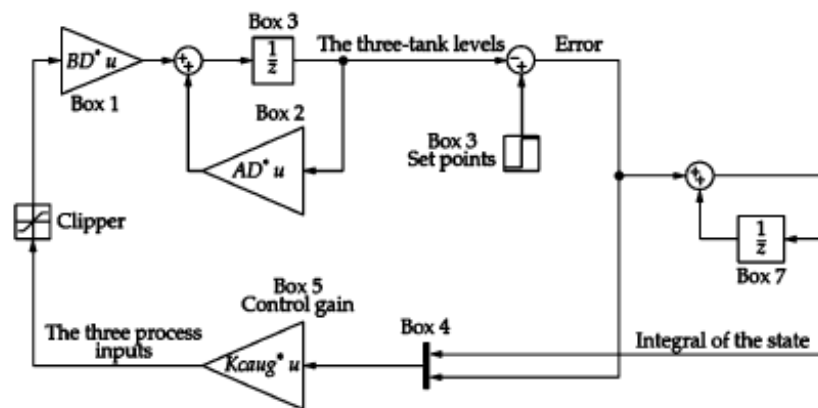 Box 3
BD* u
+
+
1
z
The three-tank levels
−
+
Error
Box 1
Box 2
AD* u
Box 3
Set points
+
+
1
z
Box 7
Clipper
Box 5
Control gain
Box 4
The three process
inputs
Kcaug* u
Integral of the state